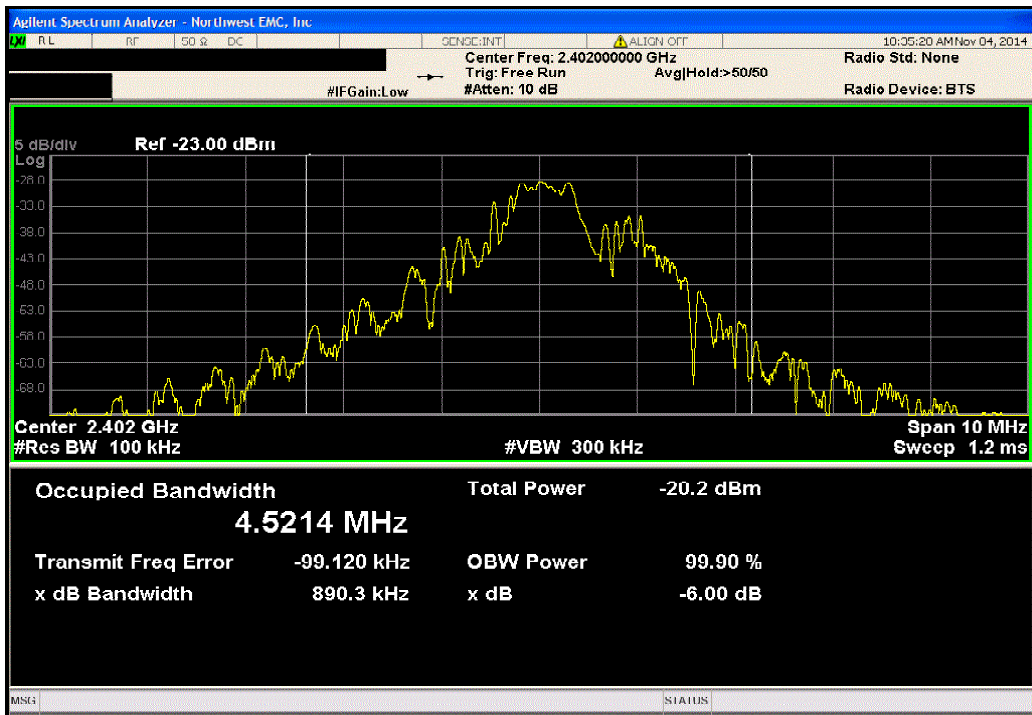 Agilent Spectrum Analyzer - Northwest EMC, Inc
LXI RL RF 50 Ω DC SENSE:INT ALIGN OFF 10:35:20 AM Nov 04, 2014
Center Freq: 2.402000000 GHz Radio Std: None
Trig: Free Run Avg|Hold:>50/50
#IFGain:Low #Atten: 10 dB Radio Device: BTS
5 dB/div Ref -23.00 dBm
Log
-28.0
-33.0
-38.0
-43.0
-48.0
-53.0
-58.0
-63.0
-68.0
Center 2.402 GHz Span 10 MHz
#Res BW 100 kHz #VBW 300 kHz Sweep 1.2 ms
Occupied Bandwidth Total Power -20.2 dBm
4.5214 MHz
Transmit Freq Error -99.120 kHz OBW Power 99.90 %
x dB Bandwidth 890.3 kHz x dB -6.00 dB
MSG STATUS